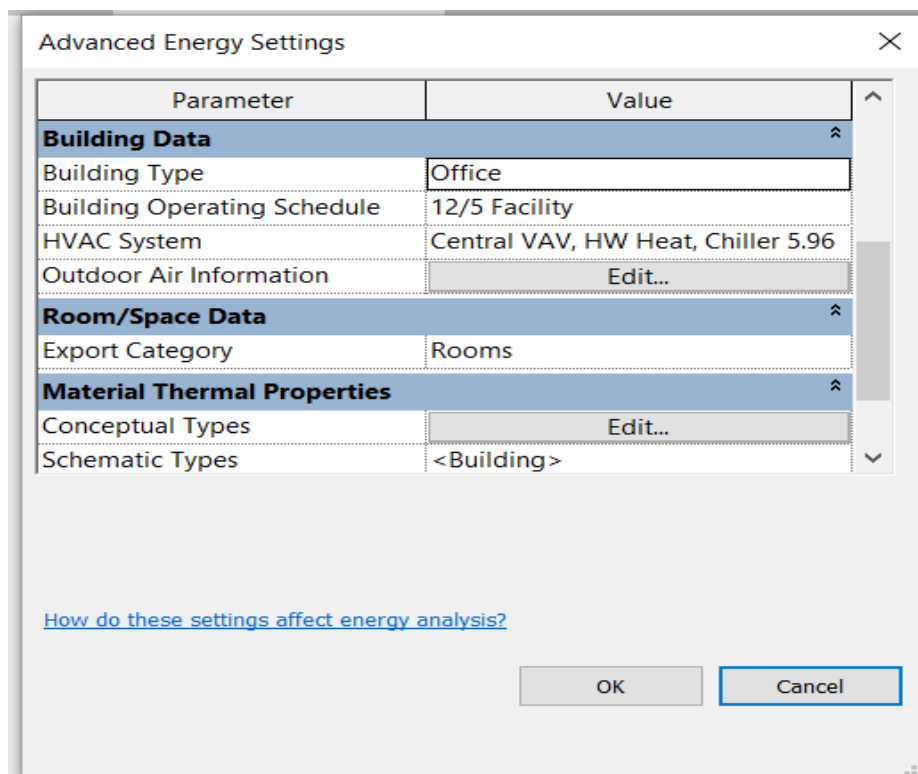 Advanced Energy Settings
Parameter Value
Building Data
Building Type Office
Building Operating Schedule 12/5 Facility
HVAC System Central VAV, HW Heat, Chiller 5.96
Outdoor Air Information Edit...
Room/Space Data
Export Category Rooms
Material Thermal Properties
Conceptual Types Edit...
Schematic Types <Building>
How do these settings affect energy analysis?
OK Cancel